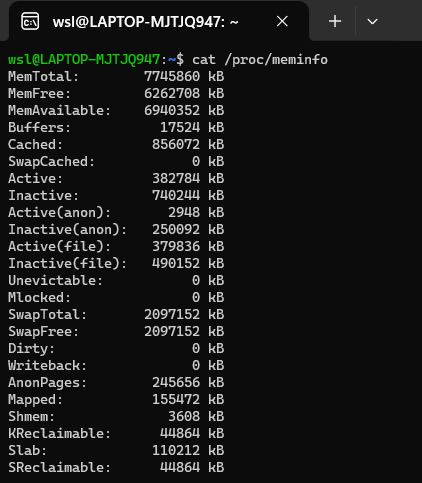 wsl@LAPTOP-MJTJQ947: ~
wsl@LAPTOP-MJTJQ947:~$ cat /proc/meminfo
MemTotal:        7745860 kB
MemFree:         6262708 kB
MemAvailable:    6940352 kB
Buffers:           17524 kB
Cached:           856072 kB
SwapCached:            0 kB
Active:           382784 kB
Inactive:         740244 kB
Active(anon):       2948 kB
Inactive(anon):   250092 kB
Active(file):     379836 kB
Inactive(file):   490152 kB
Unevictable:           0 kB
Mlocked:               0 kB
SwapTotal:       2097152 kB
SwapFree:        2097152 kB
Dirty:                 0 kB
Writeback:             0 kB
AnonPages:        245656 kB
Mapped:           155472 kB
Shmem:              3608 kB
KReclaimable:      44864 kB
Slab:             110212 kB
SReclaimable:      44864 kB